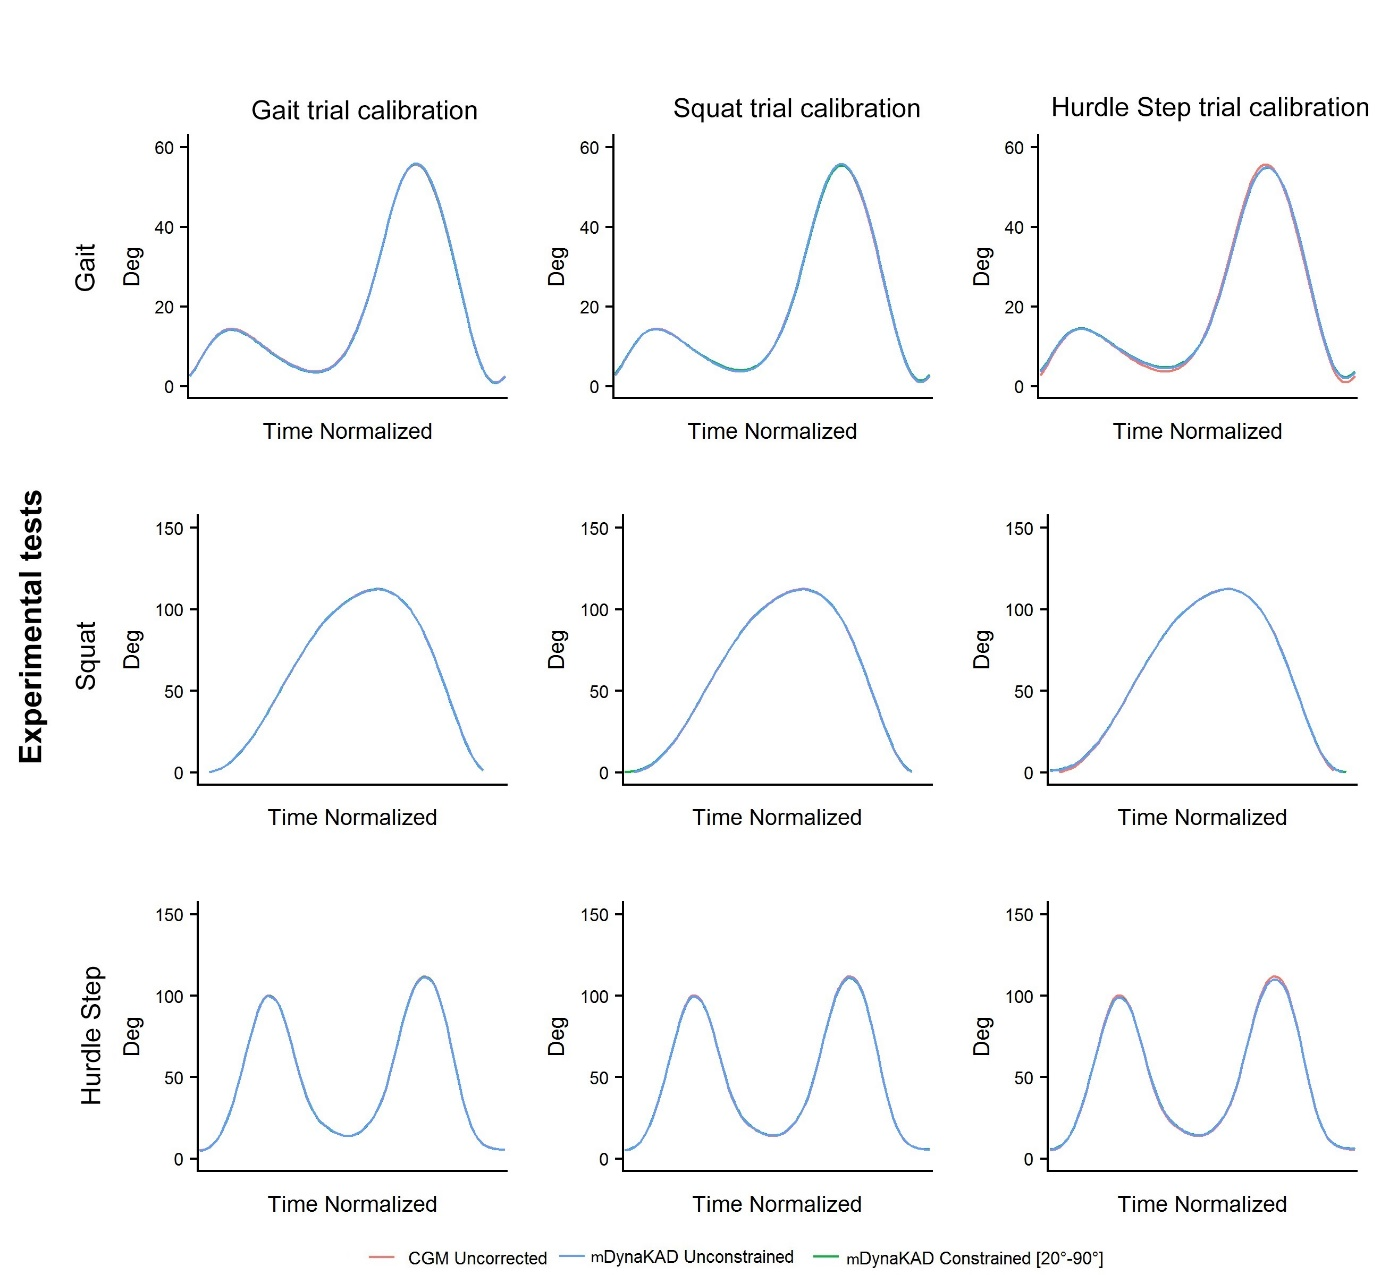 Gait trial calibration
Squat trial calibration
Hurdle Step trial calibration
Experimental tests
Gait
Deg
60
40
20
0
Time Normalized
Deg
60
40
20
0
Time Normalized
Deg
60
40
20
0
Time Normalized
Squat
Deg
150
100
50
0
Time Normalized
Deg
150
100
50
0
Time Normalized
Deg
150
100
50
0
Time Normalized
Hurdle Step
Deg
150
100
50
0
Time Normalized
Deg
150
100
50
0
Time Normalized
Deg
150
100
50
0
Time Normalized
CGM Uncorrected
mDynaKAD Unconstrained
mDynaKAD Constrained [20°-90°]